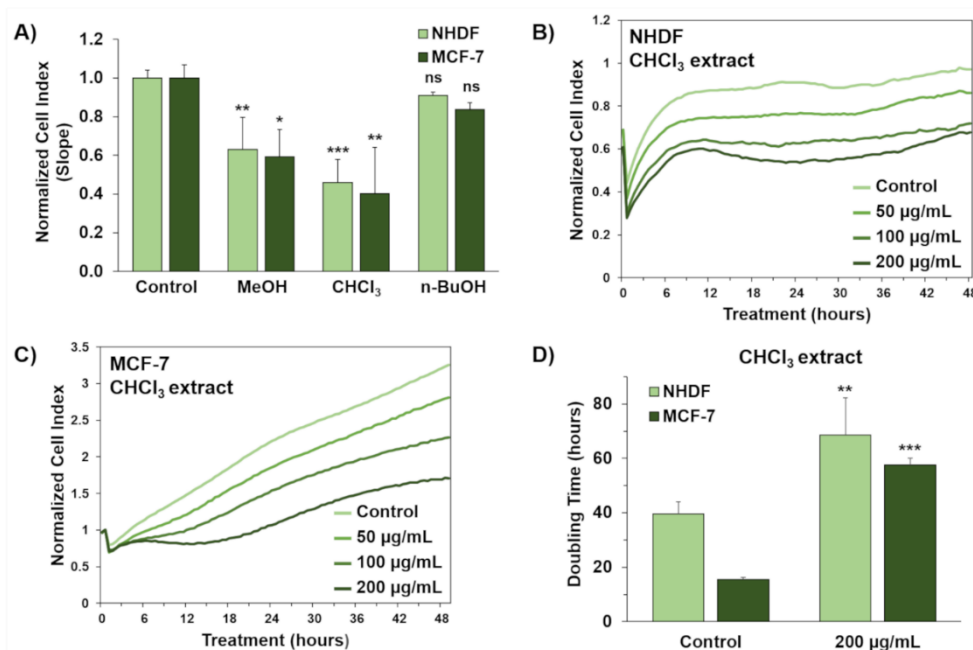 A)
NHDF
MCF-7
Normalized Cell Index
(Slope)
1.2
1.0
0.8
0.6
0.4
0.2
0.0
**
*
***
**
ns
ns
Control
MeOH
CHCl₃
n-BuOH
B)
NHDF
CHCl₃ extract
Normalized Cell Index
1.2
1
0.8
0.6
0.4
0.2
0
Control
50 µg/mL
100 µg/mL
200 µg/mL
0 6 12 18 24 30 36 42 48
Treatment (hours)
C)
MCF-7
CHCl₃ extract
Normalized Cell Index
3.5
3
2.5
2
1.5
1
0.5
0
Control
50 µg/mL
100 µg/mL
200 µg/mL
0 6 12 18 24 30 36 42 48
Treatment (hours)
D)
CHCl₃ extract
NHDF
MCF-7
Doubling Time (hours)
80
60
40
20
0
**
***
Control
200 µg/mL